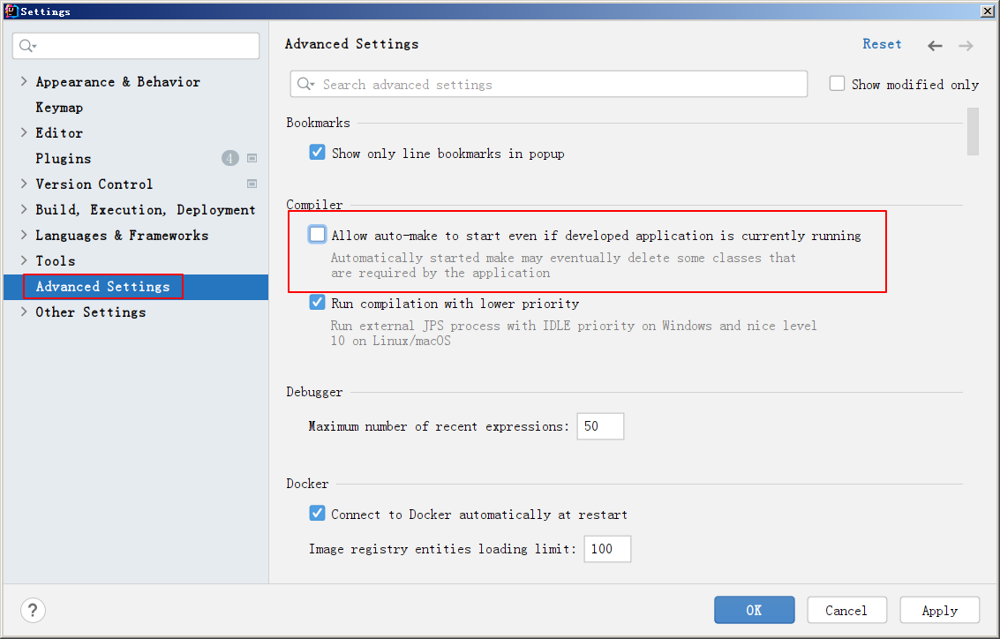 Settings
Advanced Settings
Reset
Search advanced settings
Show modified only
Appearance & Behavior
Keymap
Editor
Plugins
4
Version Control
Build, Execution, Deployment
Languages & Frameworks
Tools
Advanced Settings
Other Settings
Bookmarks
Show only line bookmarks in popup
Compiler
Allow auto-make to start even if developed application is currently running
Automatically started make may eventually delete some classes that
are required by the application
Run compilation with lower priority
Run external JPS process with IDLE priority on Windows and nice level
10 on Linux/macOS
Debugger
Maximum number of recent expressions:
50
Docker
Connect to Docker automatically at restart
Image registry entities loading limit:
100
?
OK
Cancel
Apply